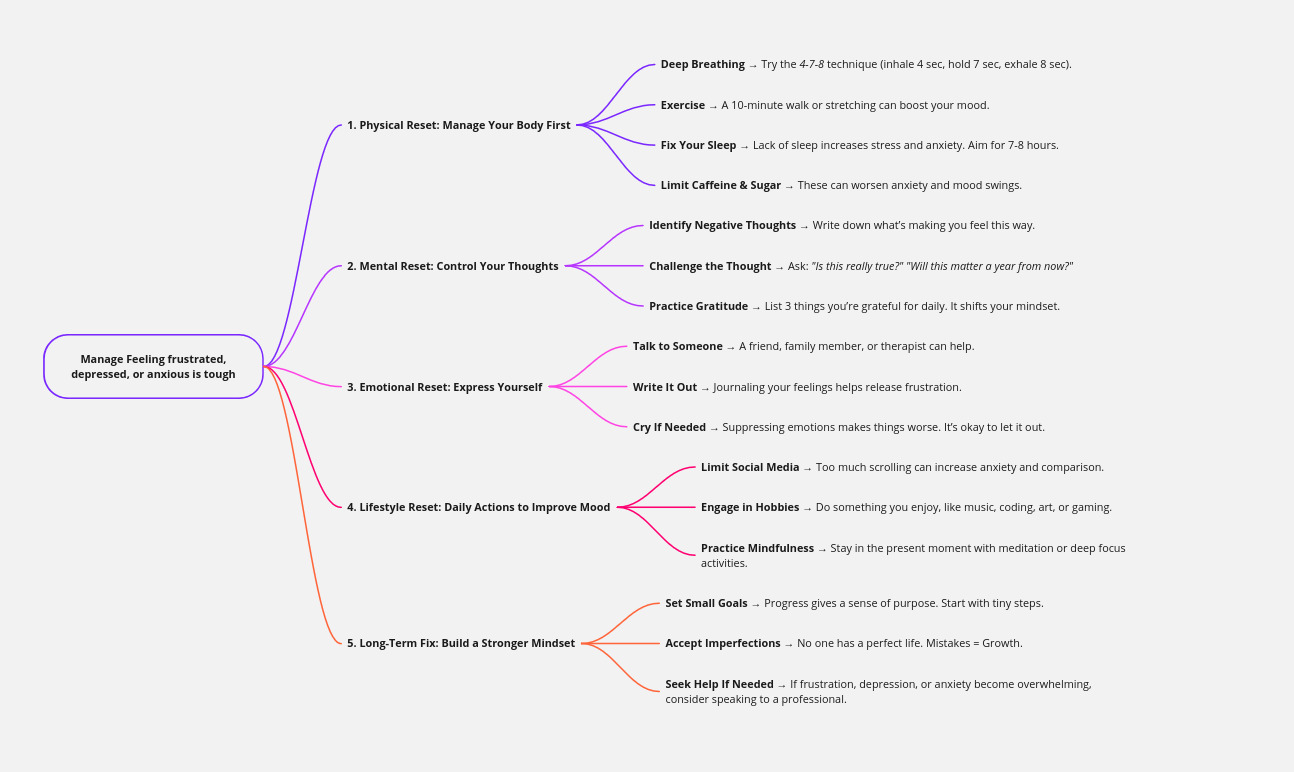 Manage Feeling frustrated,
depressed, or anxious is tough
1. Physical Reset: Manage Your Body First
Deep Breathing → Try the 4-7-8 technique (inhale 4 sec, hold 7 sec, exhale 8 sec).
Exercise → A 10-minute walk or stretching can boost your mood.
Fix Your Sleep → Lack of sleep increases stress and anxiety. Aim for 7-8 hours.
Limit Caffeine & Sugar → These can worsen anxiety and mood swings.
2. Mental Reset: Control Your Thoughts
Identify Negative Thoughts → Write down what’s making you feel this way.
Challenge the Thought → Ask: "Is this really true?" "Will this matter a year from now?"
Practice Gratitude → List 3 things you’re grateful for daily. It shifts your mindset.
3. Emotional Reset: Express Yourself
Talk to Someone → A friend, family member, or therapist can help.
Write It Out → Journaling your feelings helps release frustration.
Cry If Needed → Suppressing emotions makes things worse. It’s okay to let it out.
4. Lifestyle Reset: Daily Actions to Improve Mood
Limit Social Media → Too much scrolling can increase anxiety and comparison.
Engage in Hobbies → Do something you enjoy, like music, coding, art, or gaming.
Practice Mindfulness → Stay in the present moment with meditation or deep focus
activities.
5. Long-Term Fix: Build a Stronger Mindset
Set Small Goals → Progress gives a sense of purpose. Start with tiny steps.
Accept Imperfections → No one has a perfect life. Mistakes = Growth.
Seek Help If Needed → If frustration, depression, or anxiety become overwhelming,
consider speaking to a professional.